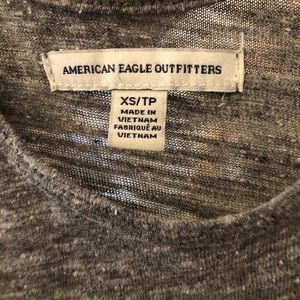 AMERICAN EAGLE OUTFITTERS
XS/TP
MADE IN
VIETNAM
FABRIQUÉ AU
VIETNAM